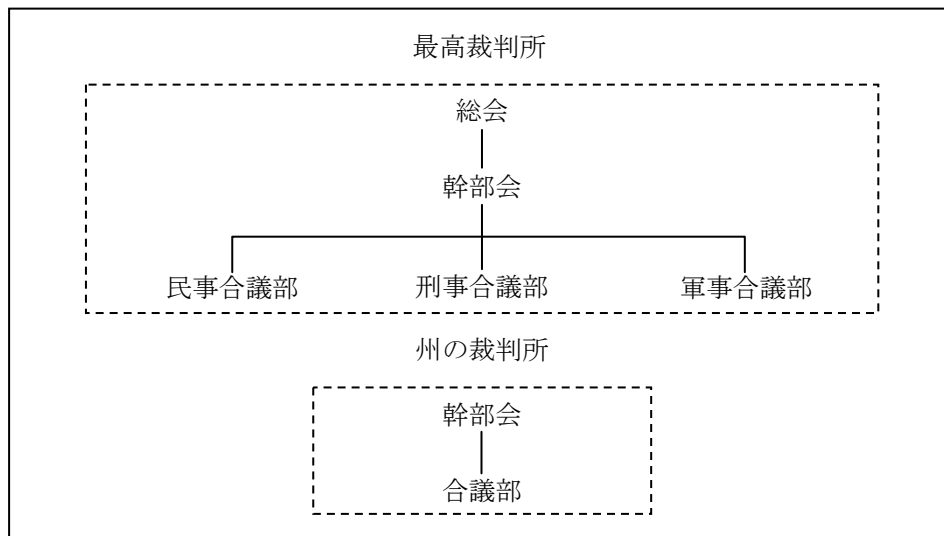 最高裁判所
総会
幹部会
民事合議部 刑事合議部 軍事合議部
州の裁判所
幹部会
合議部